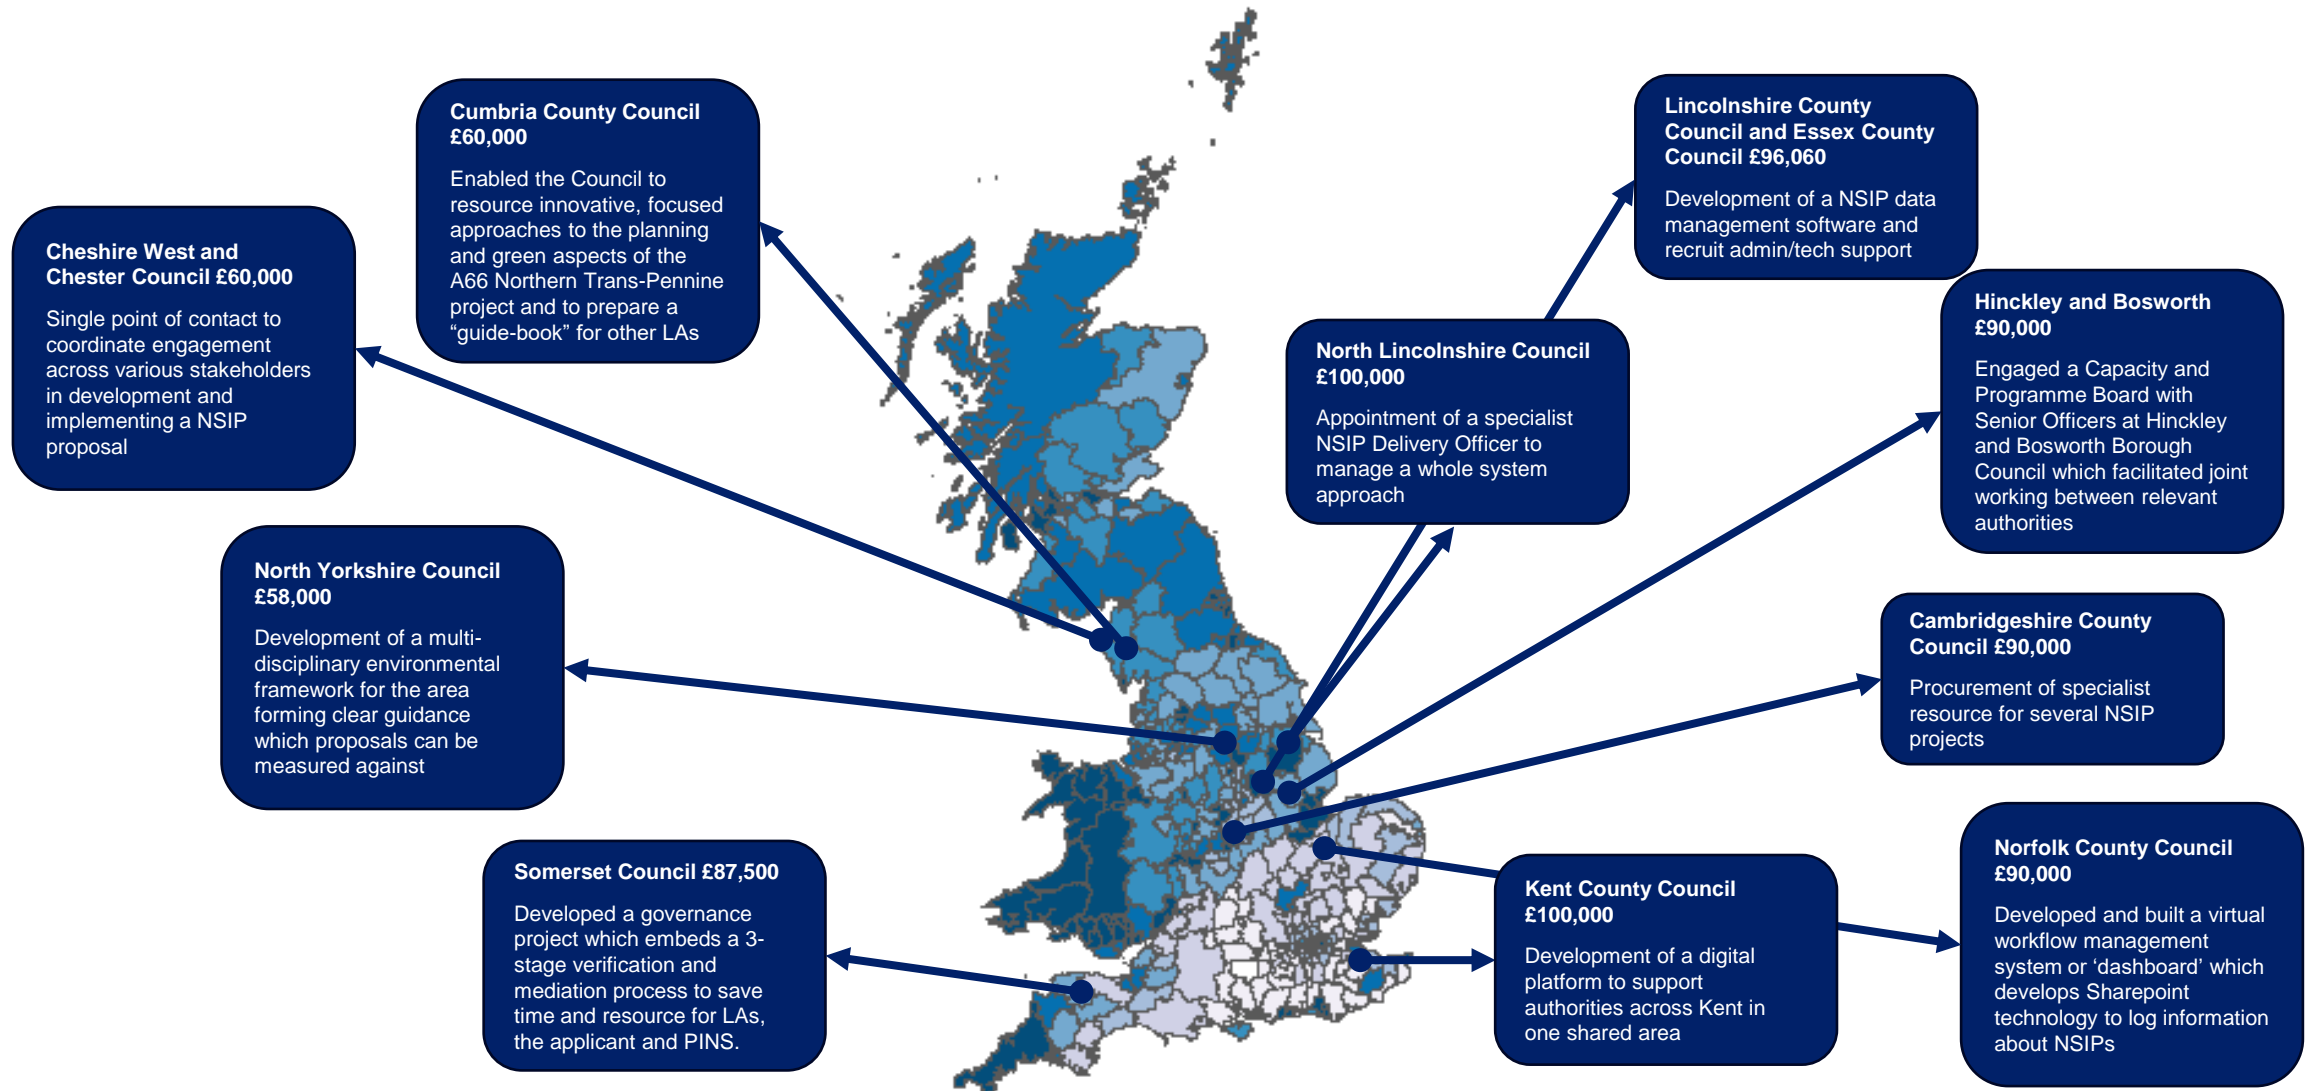 Cumbria County Council
£60,000
Enabled the Council to
resource innovative, focused
approaches to the planning
and green aspects of the
A66 Northern Trans-Pennine
project and to prepare a
“guide-book” for other LAs
Lincolnshire County
Council and Essex County
Council £96,060
Development of a NSIP data
management software and
recruit admin/tech support
Cheshire West and
Chester Council £60,000
Single point of contact to
coordinate engagement
across various stakeholders
in development and
implementing a NSIP
proposal
Hinckley and Bosworth
£90,000
Engaged a Capacity and
Programme Board with
Senior Officers at Hinckley
and Bosworth Borough
Council which facilitated joint
working between relevant
authorities
North Lincolnshire Council
£100,000
Appointment of a specialist
NSIP Delivery Officer to
manage a whole system
approach
North Yorkshire Council
£58,000
Development of a multi-
disciplinary environmental
framework for the area
forming clear guidance
which proposals can be
measured against
Cambridgeshire County
Council £90,000
Procurement of specialist
resource for several NSIP
projects
Somerset Council £87,500
Developed a governance
project which embeds a 3-
stage verification and
mediation process to save
time and resource for LAs,
the applicant and PINS.
Kent County Council
£100,000
Development of a digital
platform to support
authorities across Kent in
one shared area
Norfolk County Council
£90,000
Developed and built a virtual
workflow management
system or ‘dashboard’ which
develops Sharepoint
technology to log information
about NSIPs